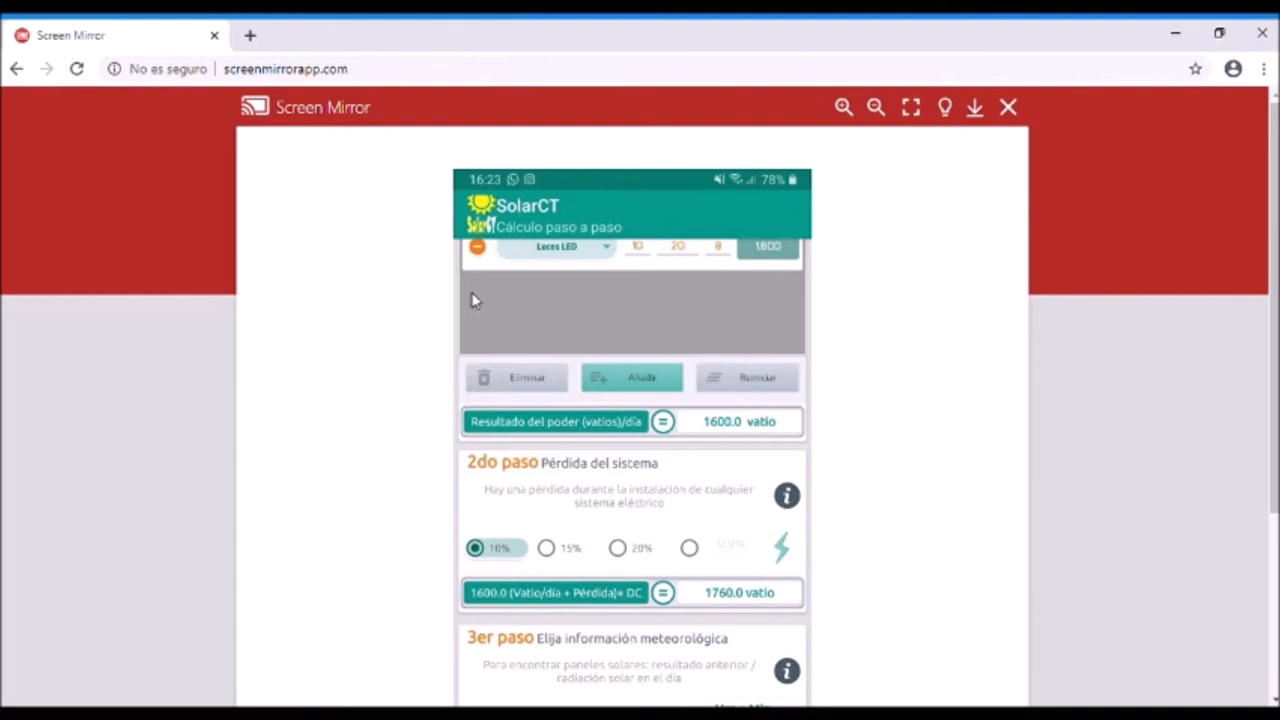 Screen Mirror
No es seguro | screenmirrorapp.com
Screen Mirror
16:23 78%
SolarCT
Cálculo paso a paso
Luces LED 10 20 8 1600
Eliminar Añadir Reiniciar
Resultado del poder (vatios)/día = 1600.0 vatio
2do paso Pérdida del sistema
Hay una pérdida durante la instalación de cualquier
sistema eléctrico
10% 15% 20% D.V%
1600.0 (Vatio/día + Pérdida)+ DC = 1760.0 vatio
3er paso Elija información meteorológica
Para encontrar paneles solares: resultado anterior /
radiación solar en el día